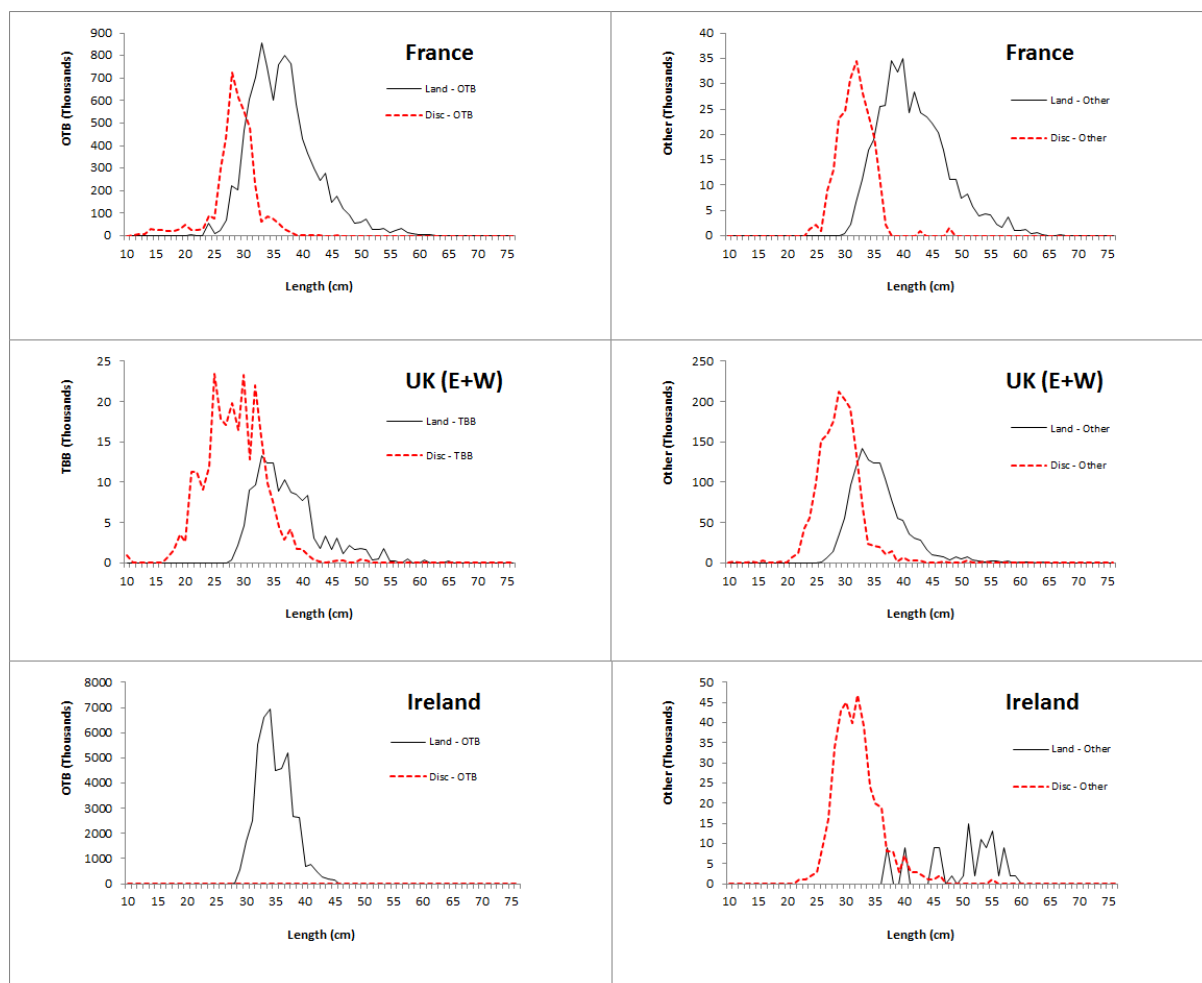 France
OTB (Thousands)
900
800
700
600
500
400
300
200
100
0
Land - OTB
Disc - OTB
10 15 20 25 30 35 40 45 50 55 60 65 70 75
Length (cm)
France
Other (Thousands)
40
35
30
25
20
15
10
5
0
Land - Other
Disc - Other
10 15 20 25 30 35 40 45 50 55 60 65 70 75
Length (cm)
UK (E+W)
TBB (Thousands)
25
20
15
10
5
0
Land - TBB
Disc - TBB
10 15 20 25 30 35 40 45 50 55 60 65 70 75
Length (cm)
UK (E+W)
Other (Thousands)
250
200
150
100
50
0
Land - Other
Disc - Other
10 15 20 25 30 35 40 45 50 55 60 65 70 75
Length (cm)
Ireland
OTB (Thousands)
8000
7000
6000
5000
4000
3000
2000
1000
0
Land - OTB
Disc - OTB
10 15 20 25 30 35 40 45 50 55 60 65 70 75
Length (cm)
Ireland
Other (Thousands)
50
45
40
35
30
25
20
15
10
5
0
Land - Other
Disc - Other
10 15 20 25 30 35 40 45 50 55 60 65 70 75
Length (cm)